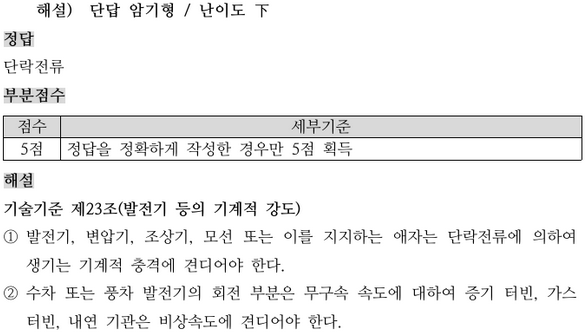 해설) 단답 암기형 / 난이도 下
정답
단락전류
부분점수
점수 세부기준
5점 정답을 정확하게 작성한 경우만 5점 획득
해설
기술기준 제23조(발전기 등의 기계적 강도)
① 발전기, 변압기, 조상기, 모선 또는 이를 지지하는 애자는 단락전류에 의하여
생기는 기계적 충격에 견디어야 한다.
② 수차 또는 풍차 발전기의 회전 부분은 무구속 속도에 대하여 증기 터빈, 가스
터빈, 내연 기관은 비상속도에 견디어야 한다.